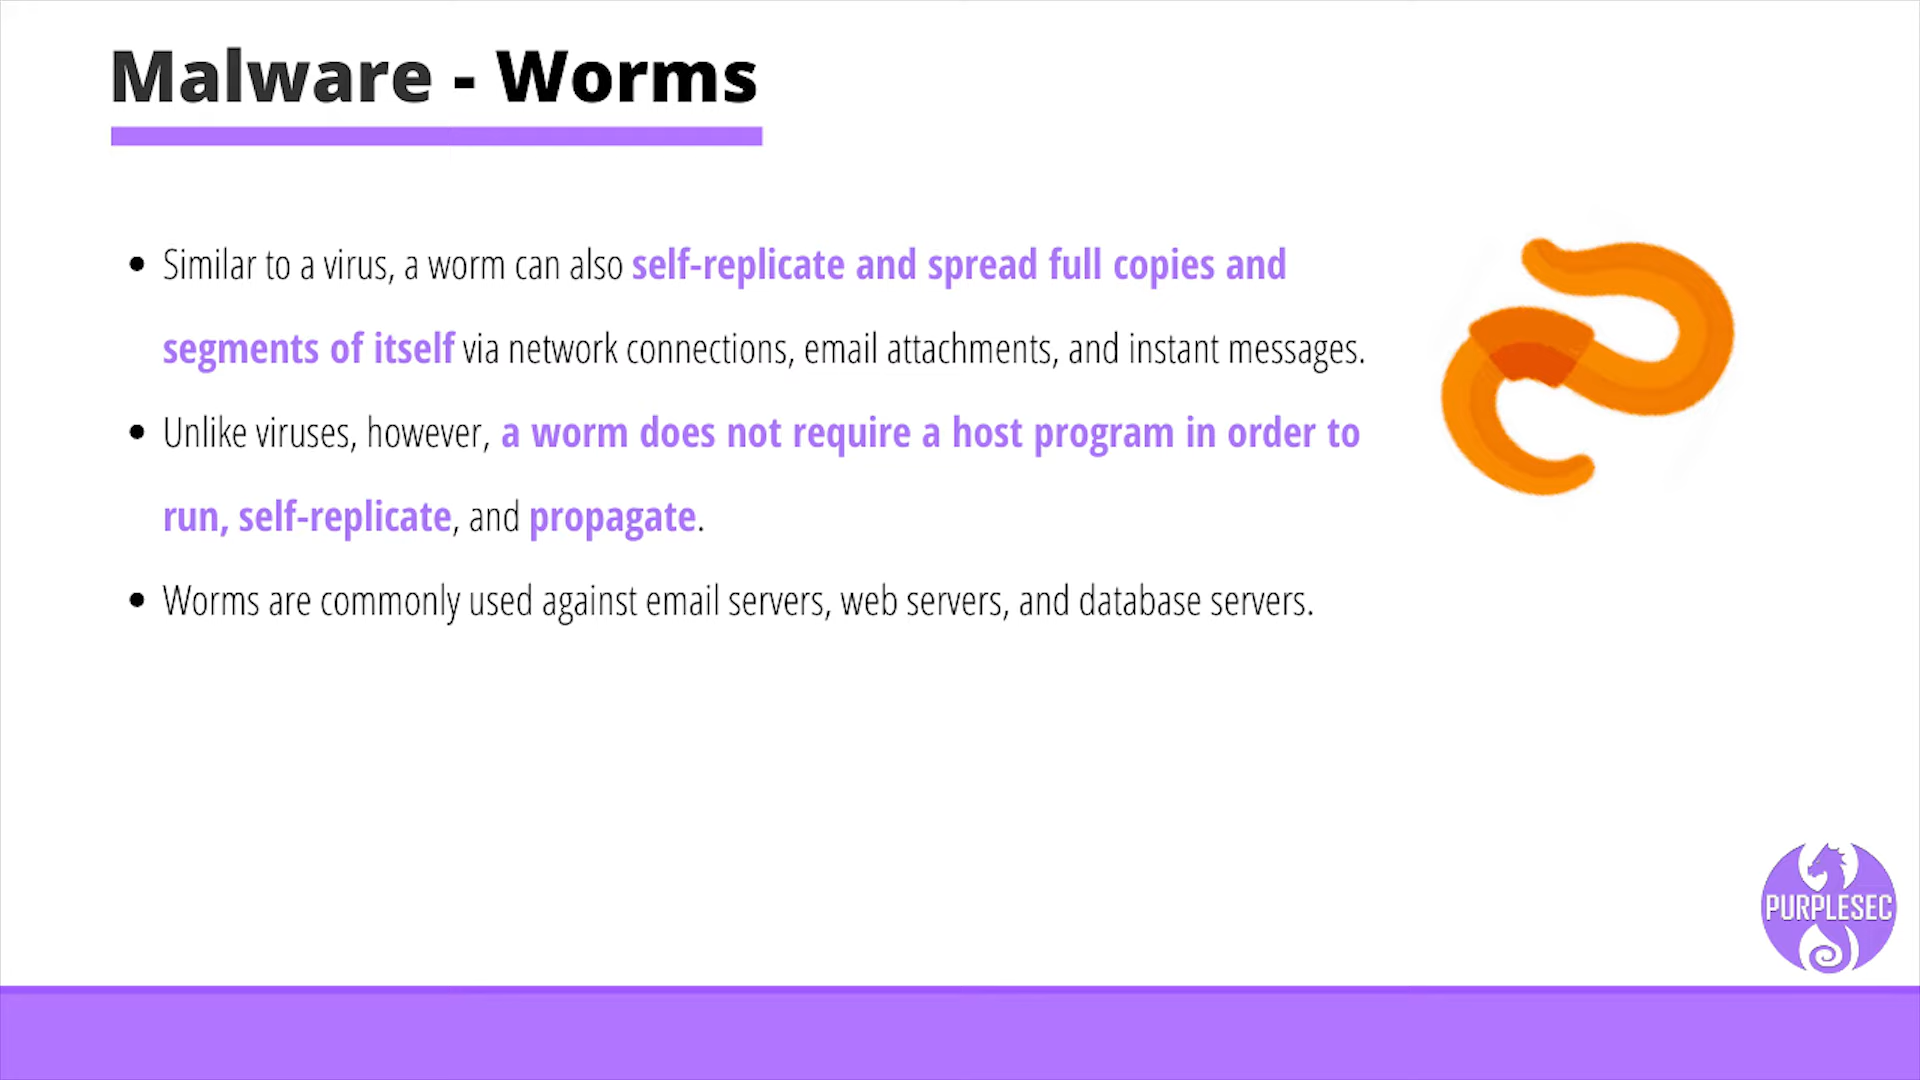 Malware - Worms
• Similar to a virus, a worm can also self-replicate and spread full copies and
segments of itself via network connections, email attachments, and instant messages.
• Unlike viruses, however, a worm does not require a host program in order to
run, self-replicate, and propagate.
• Worms are commonly used against email servers, web servers, and database servers.
PURPLESEC